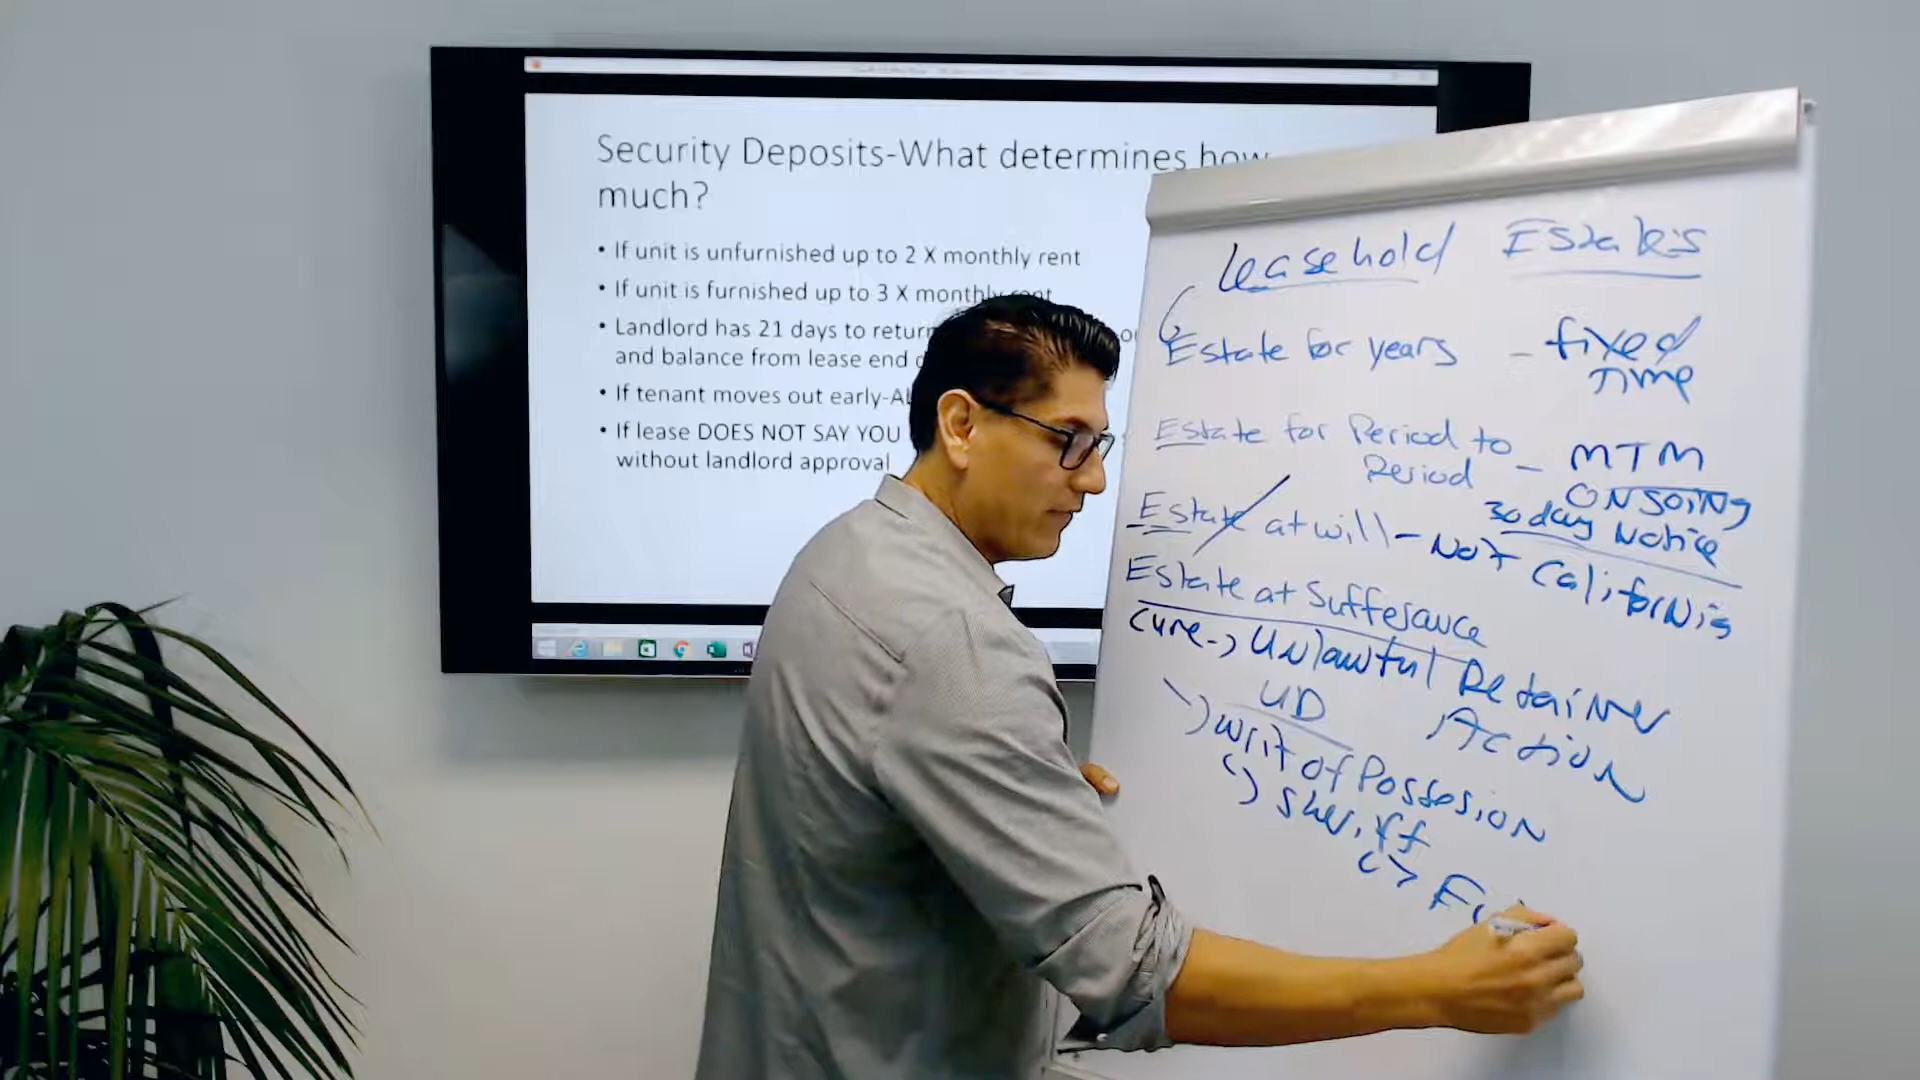 Security Deposits-What determines how
much?
• If unit is unfurnished up to 2 X monthly rent
• If unit is furnished up to 3 X monthly rent
• Landlord has 21 days to return
and balance from lease end
• If tenant moves out early-
• If lease DOES NOT SAY YOU
without landlord approval
Leasehold Estates
Estate for years - fixed
Time
Estate for Period to
Period - MTM
ONGOING
30 day Notice
Estate at will - Not California
Estate at Sufferance
Cure -> Unlawful Detainer
UD Action
Writ of Possesion
Sheriff